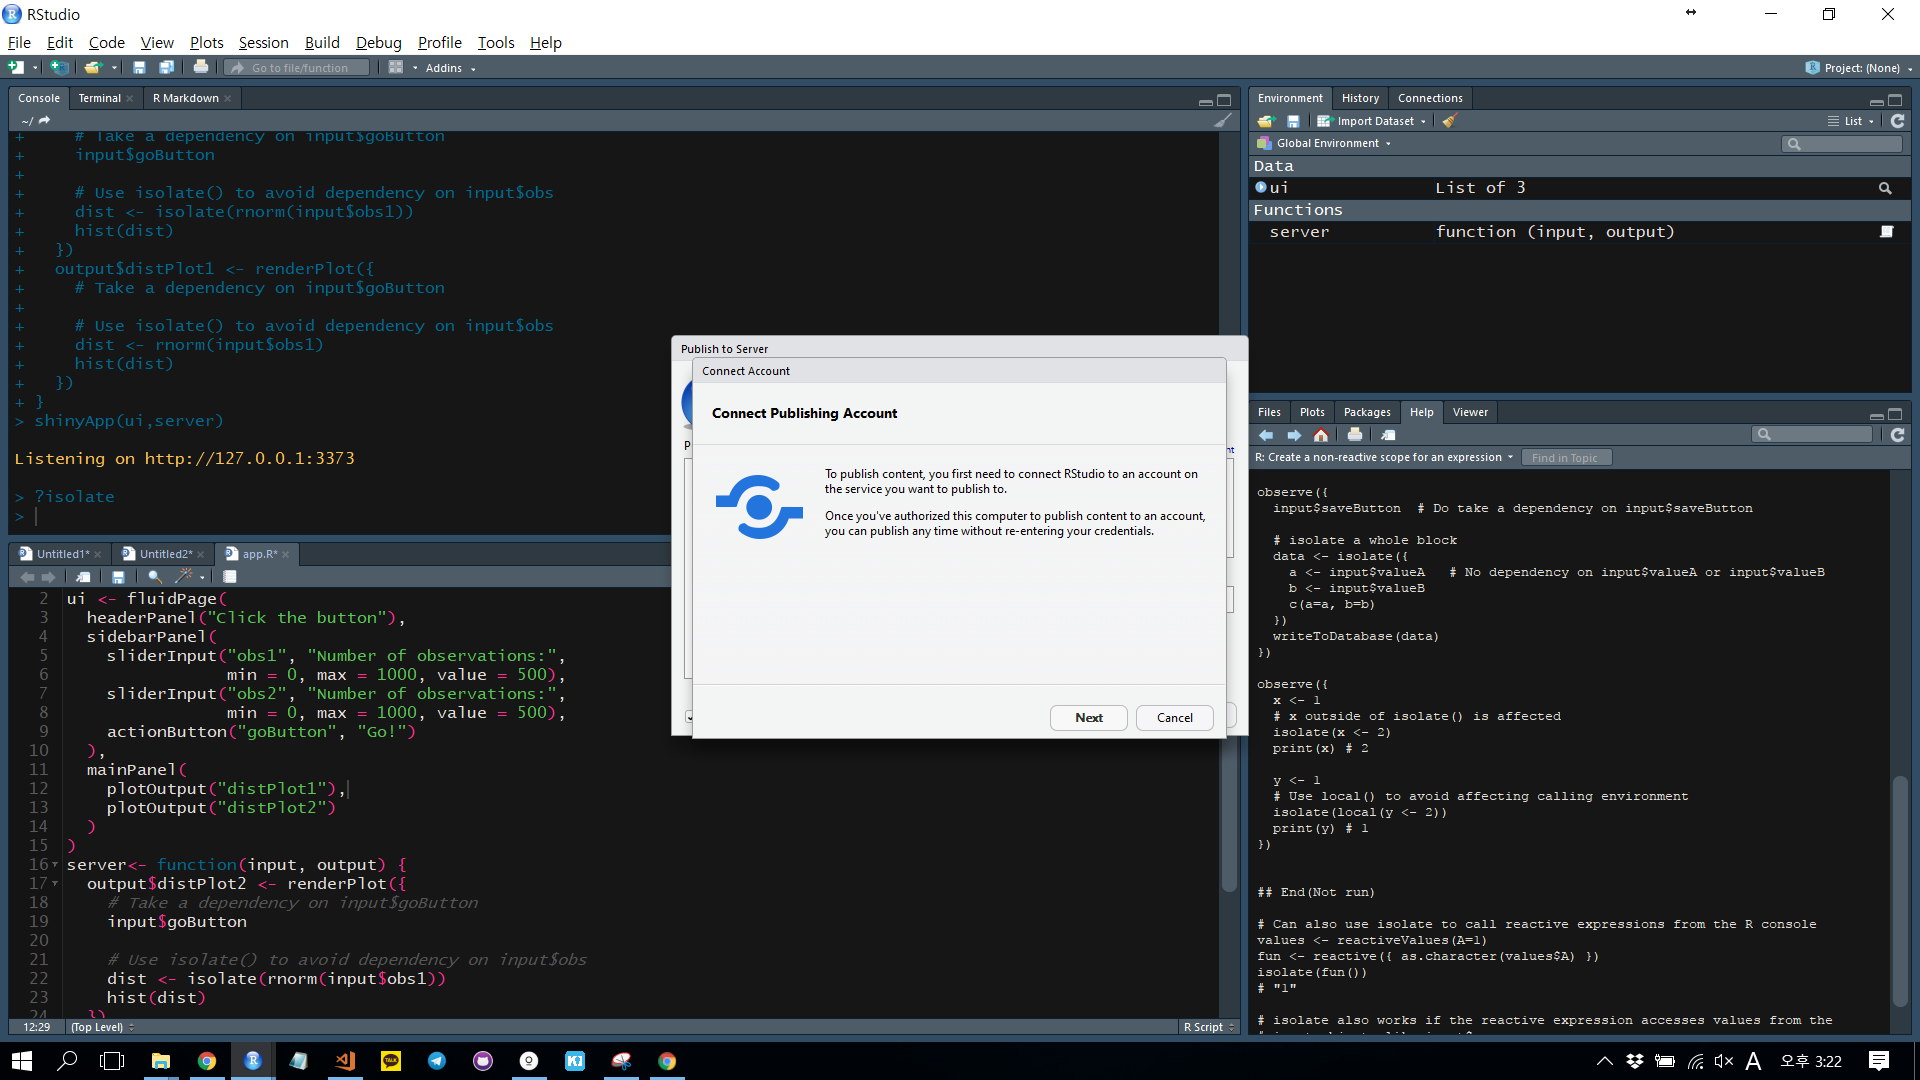 RStudio
File Edit Code View Plots Session Build Debug Profile Tools Help
Go to file/function Addins Project: (None)
Console Terminal R Markdown
~/
+ # Take a dependency on input$goButton
+ input$goButton
+
+ # Use isolate() to avoid dependency on input$obs
+ dist <- isolate(rnorm(input$obs1))
+ hist(dist)
+ })
+ output$distPlot1 <- renderPlot({
+ # Take a dependency on input$goButton
+
+ # Use isolate() to avoid dependency on input$obs
+ dist <- rnorm(input$obs1)
+ hist(dist)
+ })
+ }
> shinyApp(ui,server)
Listening on http://127.0.0.1:3373
> ?isolate
>
Untitled1* Untitled2* app.R*
2 ui <- fluidPage(
3 headerPanel("Click the button"),
4 sidebarPanel(
5 sliderInput("obs1", "Number of observations:",
6 min = 0, max = 1000, value = 500),
7 sliderInput("obs2", "Number of observations:",
8 min = 0, max = 1000, value = 500),
9 actionButton("goButton", "Go!")
10 ),
11 mainPanel(
12 plotOutput("distPlot1"),
13 plotOutput("distPlot2")
14 )
15 )
16 server<- function(input, output) {
17 output$distPlot2 <- renderPlot({
18 # Take a dependency on input$goButton
19 input$goButton
20
21 # Use isolate() to avoid dependency on input$obs
22 dist <- isolate(rnorm(input$obs1))
23 hist(dist)
24 })
12:29 (Top Level) R Script
Publish to Server
Connect Account
Connect Publishing Account
To publish content, you first need to connect RStudio to an account on
the service you want to publish to.
Once you've authorized this computer to publish content to an account,
you can publish any time without re-entering your credentials.
Next Cancel
Environment History Connections
Import Dataset List
Global Environment
Data
ui List of 3
Functions
server function (input, output)
Files Plots Packages Help Viewer
R: Create a non-reactive scope for an expression Find in Topic
observe({
input$saveButton # Do take a dependency on input$saveButton
# isolate a whole block
data <- isolate({
a <- input$valueA # No dependency on input$valueA or input$valueB
b <- input$valueB
c(a=a, b=b)
})
writeToDatabase(data)
})
observe({
x <- 1
# x outside of isolate() is affected
isolate(x <- 2)
print(x) # 2
y <- 1
# Use local() to avoid affecting calling environment
isolate(local(y <- 2))
print(y) # 1
})
## End(Not run)
# Can also use isolate to call reactive expressions from the R console
values <- reactiveValues(A=1)
fun <- reactive({ as.character(values$A) })
isolate(fun())
# "1"
# isolate also works if the reactive expression accesses values from the
A 오후 3:22